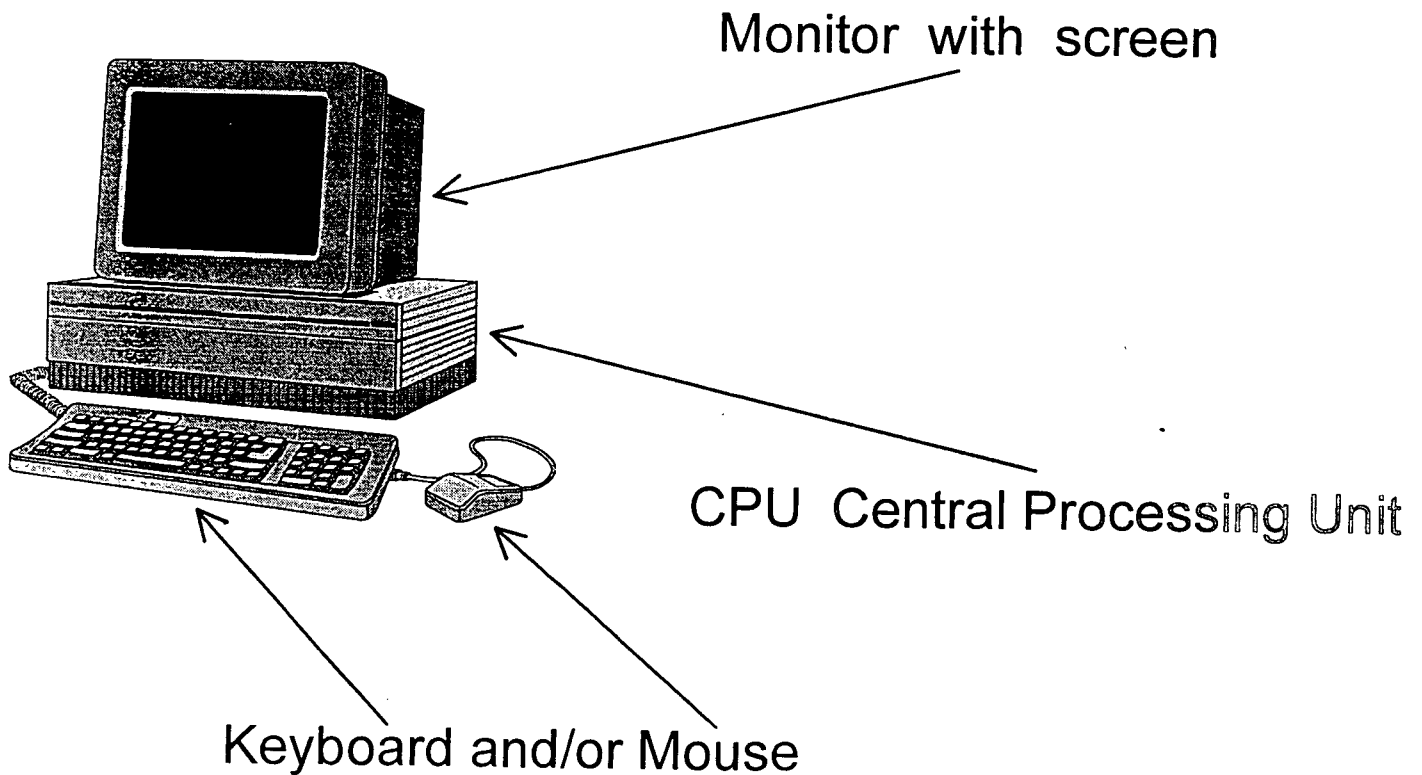 Monitor with screen
CPU Central Processing Unit
Keyboard and/or Mouse